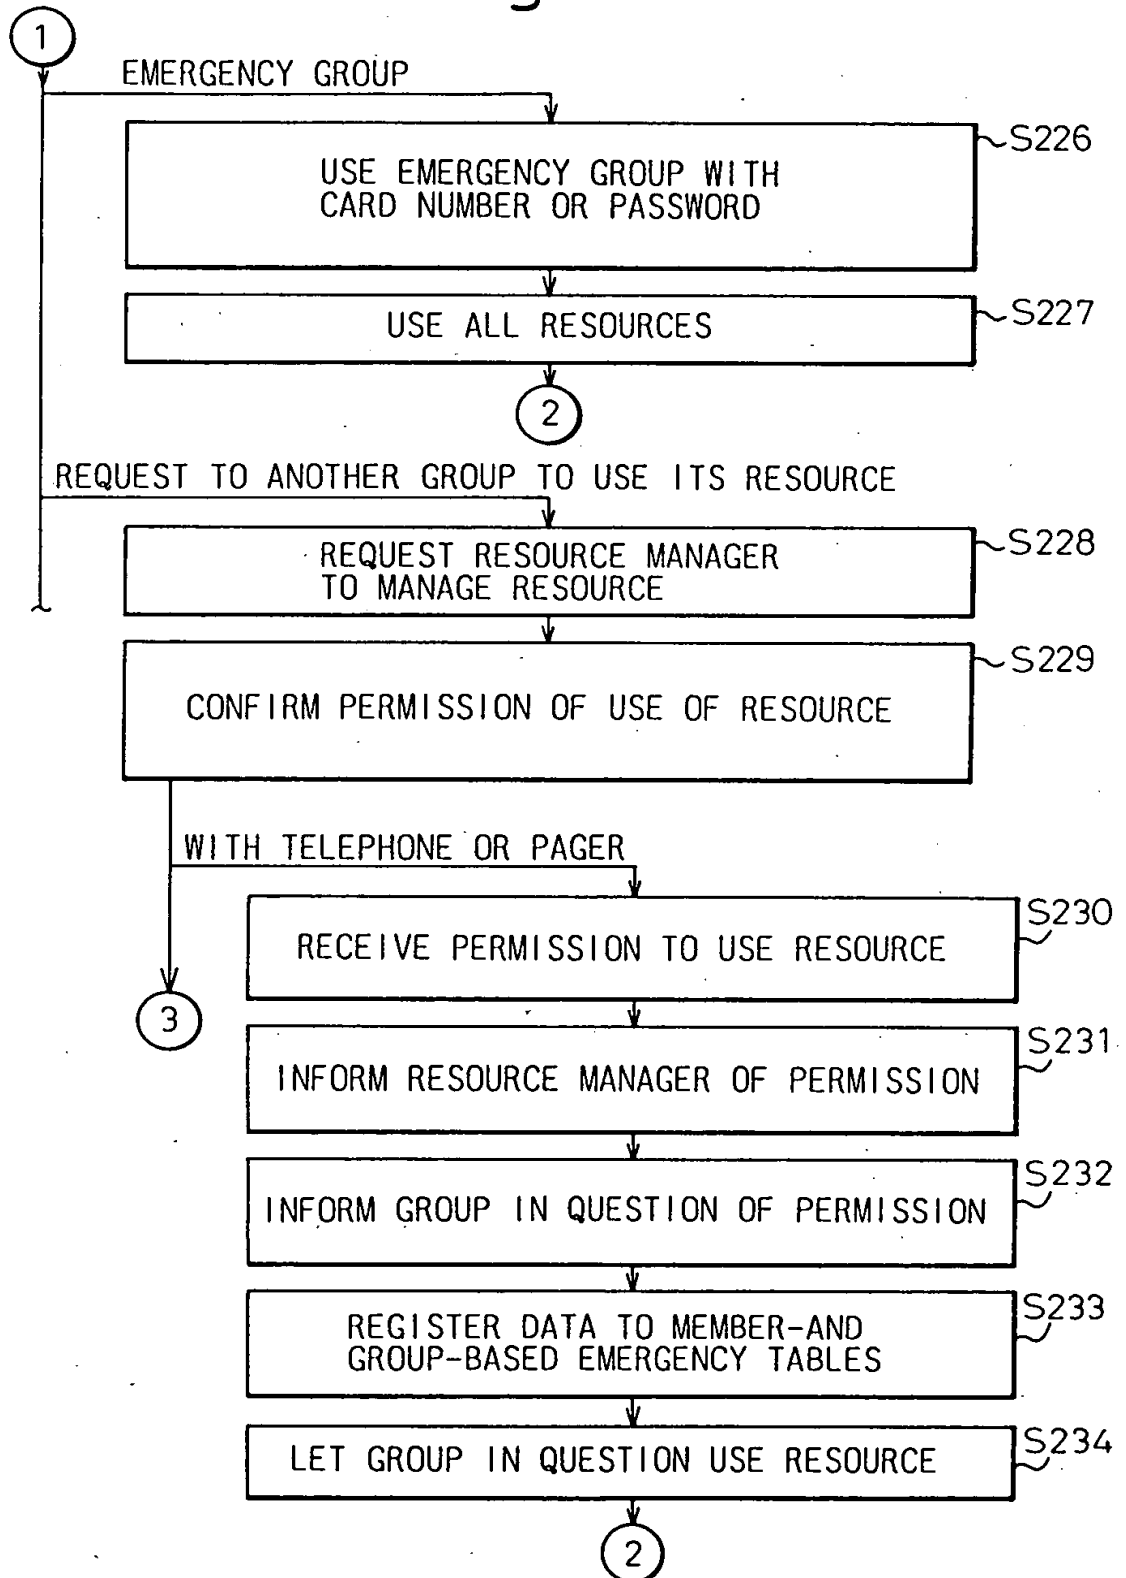 1
EMERGENCY GROUP
S226
USE EMERGENCY GROUP WITH
CARD NUMBER OR PASSWORD
S227
USE ALL RESOURCES
2
REQUEST TO ANOTHER GROUP TO USE ITS RESOURCE
S228
REQUEST RESOURCE MANAGER
TO MANAGE RESOURCE
S229
CONFIRM PERMISSION OF USE OF RESOURCE
WITH TELEPHONE OR PAGER
S230
RECEIVE PERMISSION TO USE RESOURCE
3
S231
INFORM RESOURCE MANAGER OF PERMISSION
S232
INFORM GROUP IN QUESTION OF PERMISSION
S233
REGISTER DATA TO MEMBER-AND
GROUP-BASED EMERGENCY TABLES
S234
LET GROUP IN QUESTION USE RESOURCE
2